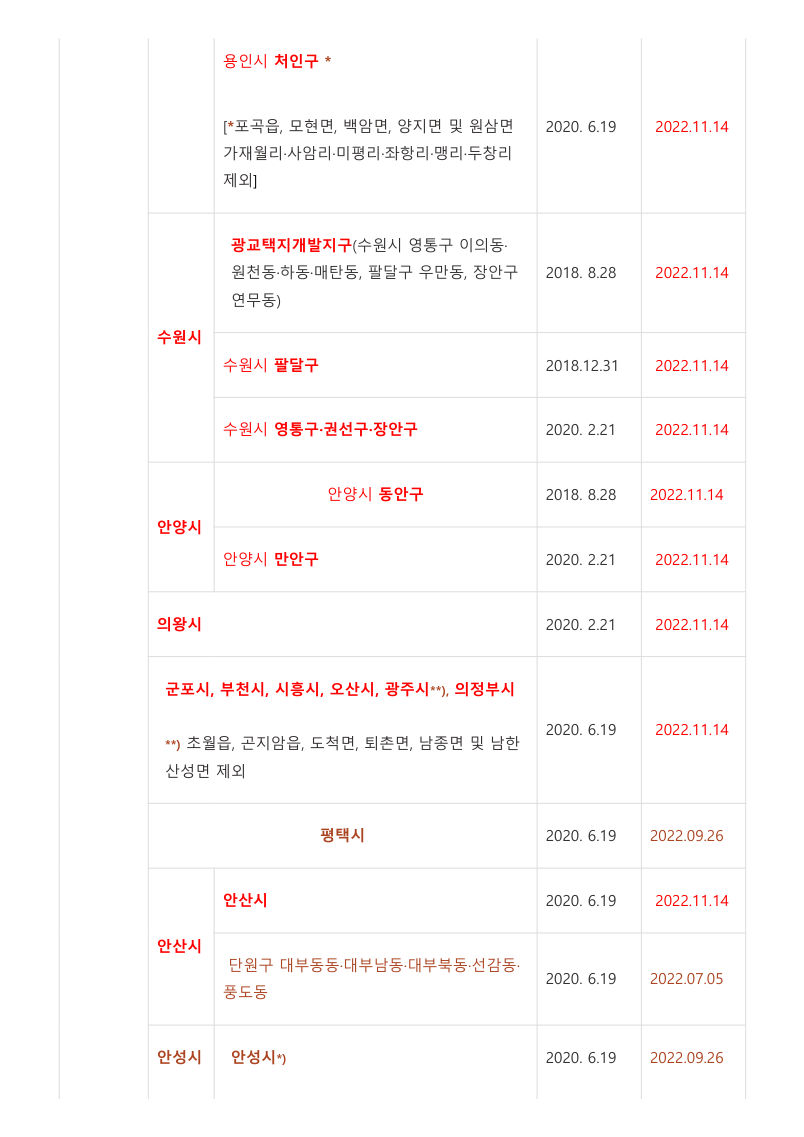 용인시 처인구 *
[*포곡읍, 모현면, 백암면, 양지면 및 원삼면
가재월리·사암리·미평리·좌항리·맹리·두창리
제외]
2020. 6.19
2022.11.14
수원시
광교택지개발지구(수원시 영통구 이의동·
원천동·하동·매탄동, 팔달구 우만동, 장안구
연무동)
2018. 8.28
2022.11.14
수원시 팔달구
2018.12.31
2022.11.14
수원시 영통구·권선구·장안구
2020. 2.21
2022.11.14
안양시
안양시 동안구
2018. 8.28
2022.11.14
안양시 만안구
2020. 2.21
2022.11.14
의왕시
2020. 2.21
2022.11.14
군포시, 부천시, 시흥시, 오산시, 광주시**), 의정부시
**) 초월읍, 곤지암읍, 도척면, 퇴촌면, 남종면 및 남한
산성면 제외
2020. 6.19
2022.11.14
평택시
2020. 6.19
2022.09.26
안산시
안산시
2020. 6.19
2022.11.14
단원구 대부동동·대부남동·대부북동·선감동·
풍도동
2020. 6.19
2022.07.05
안성시
안성시*)
2020. 6.19
2022.09.26